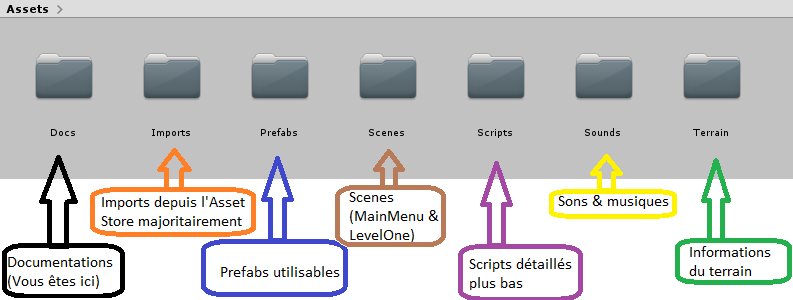 Assets >
Docs
Imports
Prefabs
Scenes
Scripts
Sounds
Terrain
Documentations
(Vous êtes ici)
Imports depuis l'Asset
Store majoritairement
Prefabs utilisables
Scenes
(MainMenu &
LevelOne)
Scripts détaillés
plus bas
Sons & musiques
Informations
du terrain